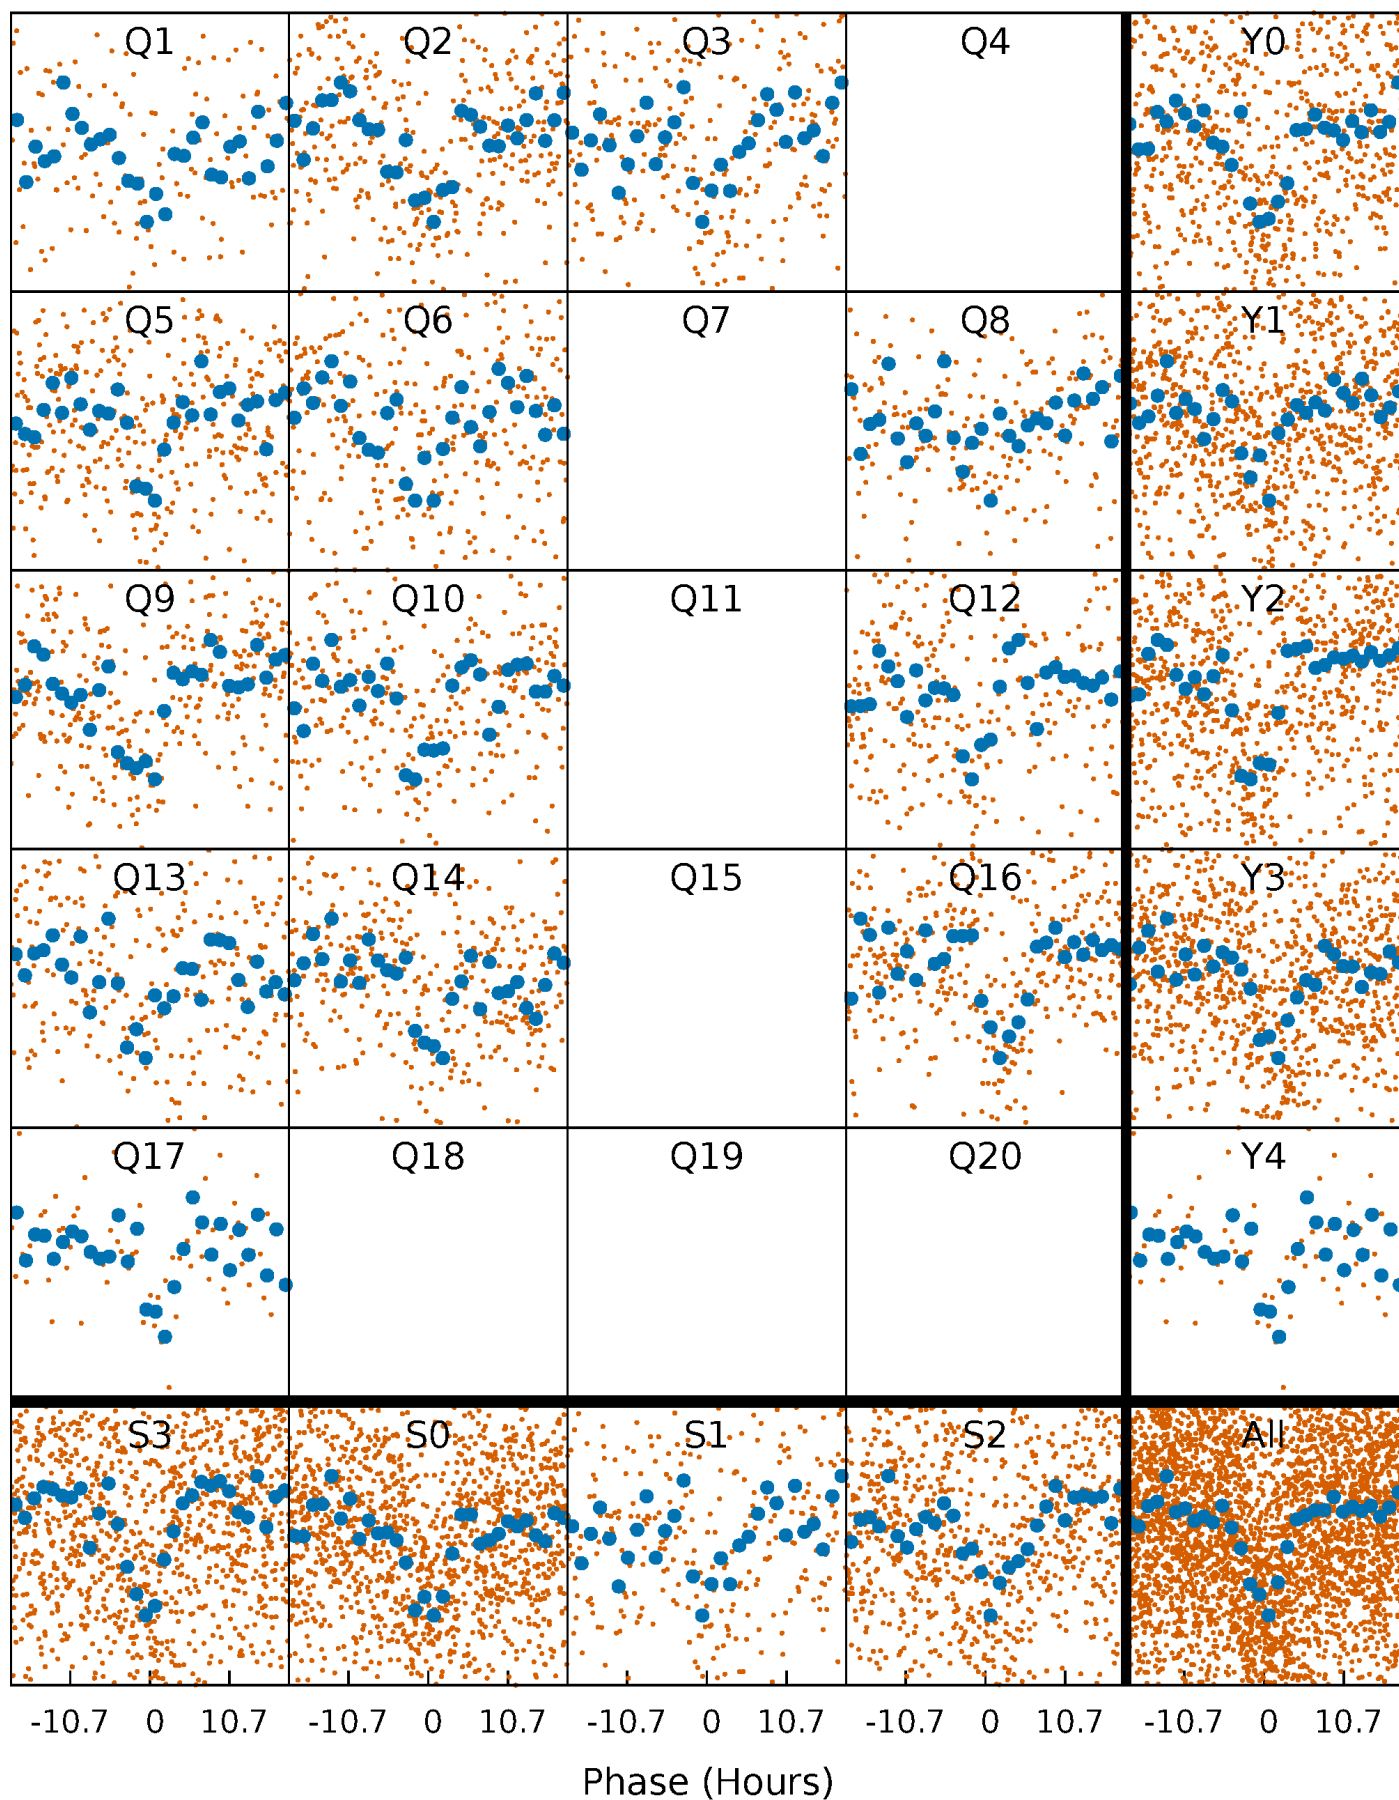 Q1 Q2 Q3 Q4 Y0
Q5 Q6 Q7 Q8 Y1
Q9 Q10 Q11 Q12 Y2
Q13 Q14 Q15 Q16 Y3
Q17 Q18 Q19 Q20 Y4
S3 S0 S1 S2 All
-10.7 0 10.7 -10.7 0 10.7 -10.7 0 10.7 -10.7 0 10.7 -10.7 0 10.7
Phase (Hours)